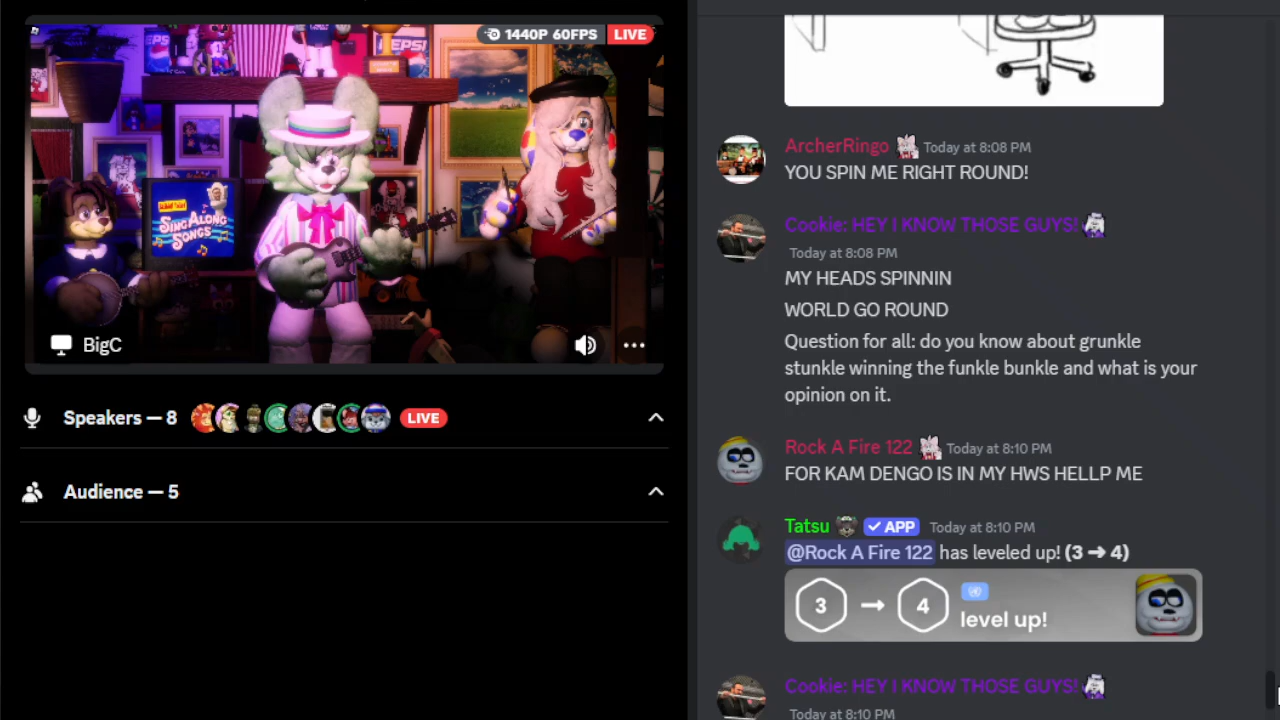 1440P 60FPS
LIVE
PEPSI
PEPSI
SING ALONG
SONGS
BigC
Speakers — 8
LIVE
Audience — 5
ArcherRingo Today at 8:08 PM
YOU SPIN ME RIGHT ROUND!
Cookie: HEY I KNOW THOSE GUYS!
Today at 8:08 PM
MY HEADS SPINNIN
WORLD GO ROUND
Question for all: do you know about grunkle
stunkle winning the funkle bunkle and what is your
opinion on it.
Rock A Fire 122 Today at 8:10 PM
FOR KAM DENGO IS IN MY HWS HELLP ME
Tatsu APP Today at 8:10 PM
@Rock A Fire 122 has leveled up! (3 → 4)
3 → 4 level up!
Cookie: HEY I KNOW THOSE GUYS!
Today at 8:10 PM